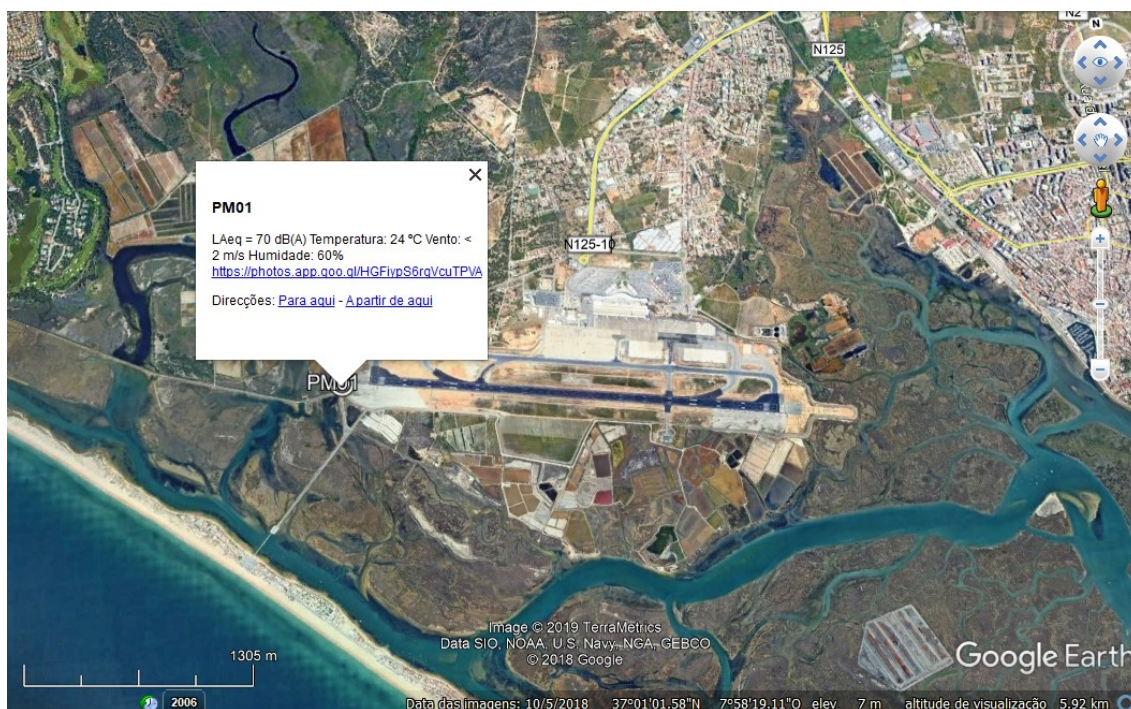 N2
N
N125
PM01
LAeq = 70 dB(A) Temperatura: 24 ºC Vento: <
2 m/s Humidade: 60%
https://photos.app.goo.gl/HGFiypS6rqVcuTPVA
Direcções: Para aqui - A partir de aqui
N125-10
PM01
Image © 2019 TerraMetrics
Data SIO, NOAA, U.S. Navy, NGA, GEBCO
© 2018 Google
Google Earth
1305 m
2006
Data das imagens: 10/5/2018 37°01'01.58"N 7°58'19.11"O elev 7 m altitude de visualização 5.92 km